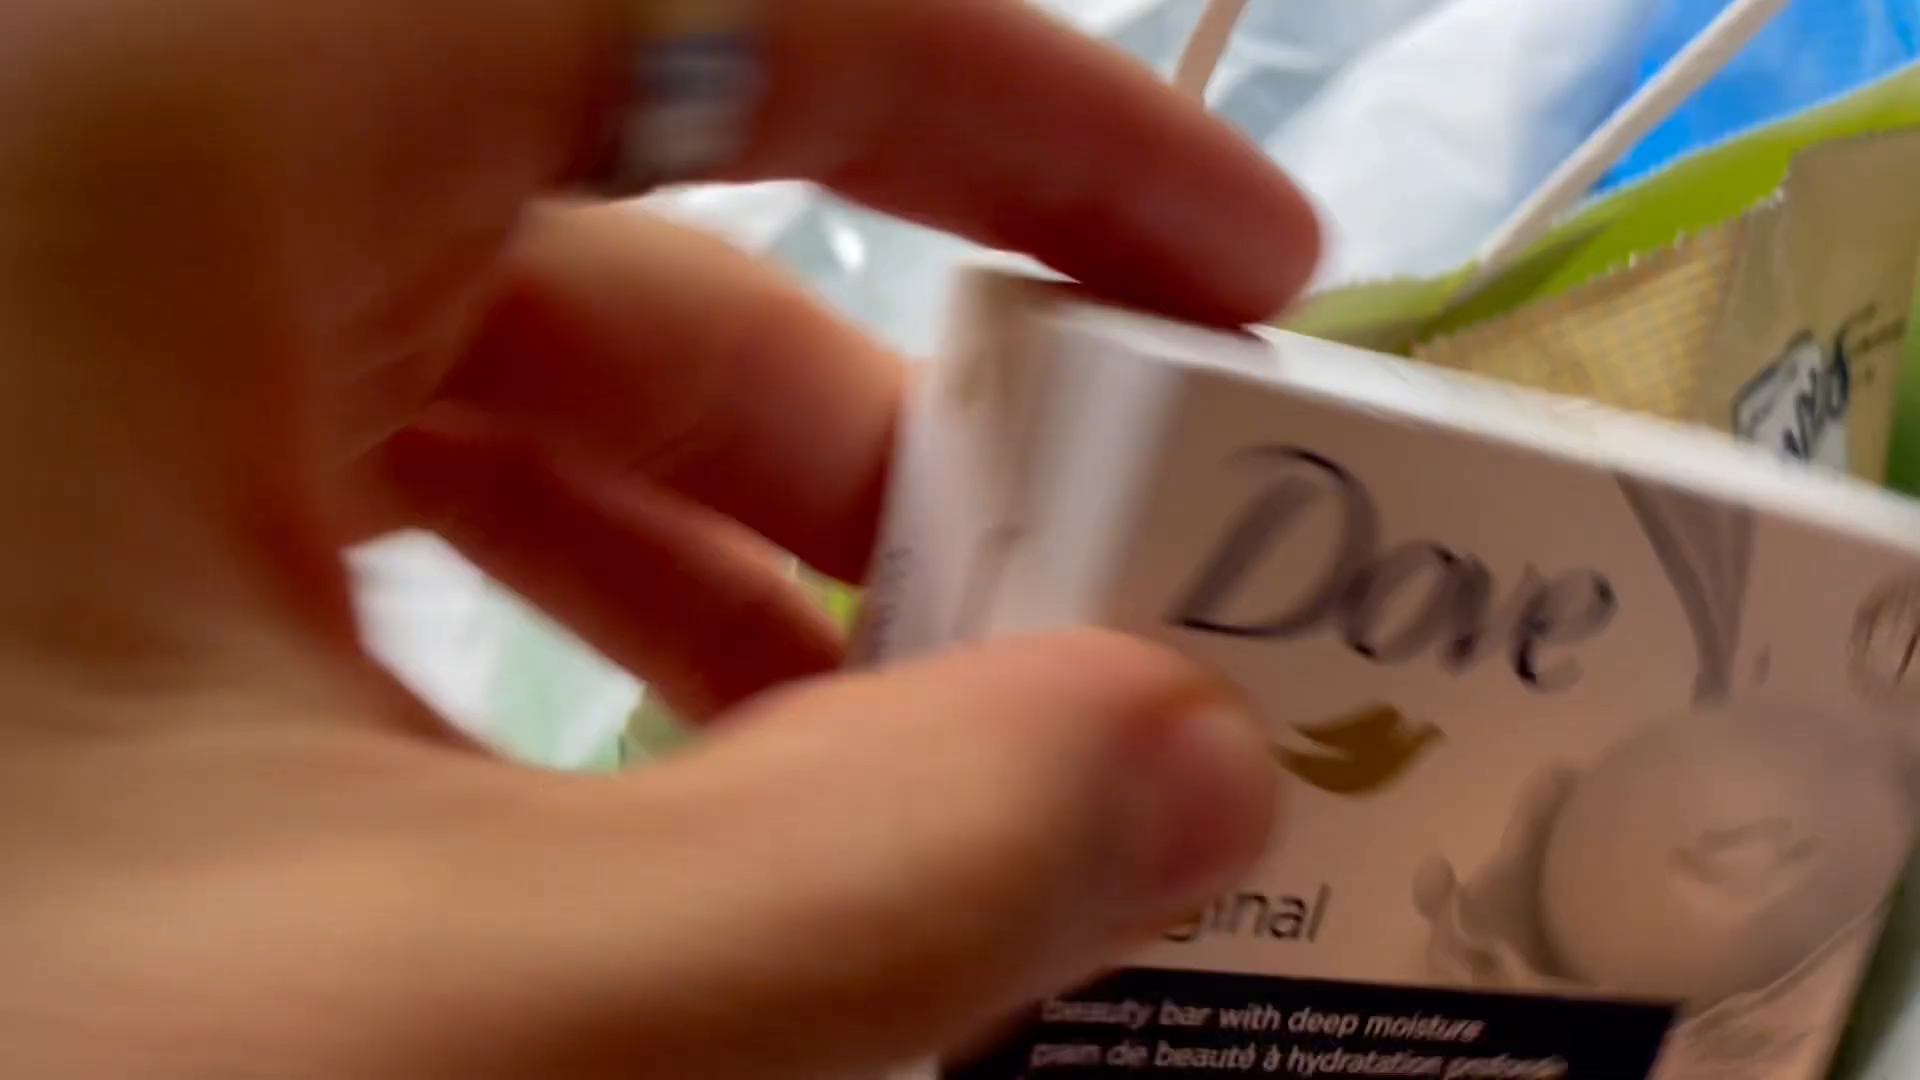 Dove
ginal
beauty bar with deep moisture
pain de beauté à hydratation profonde